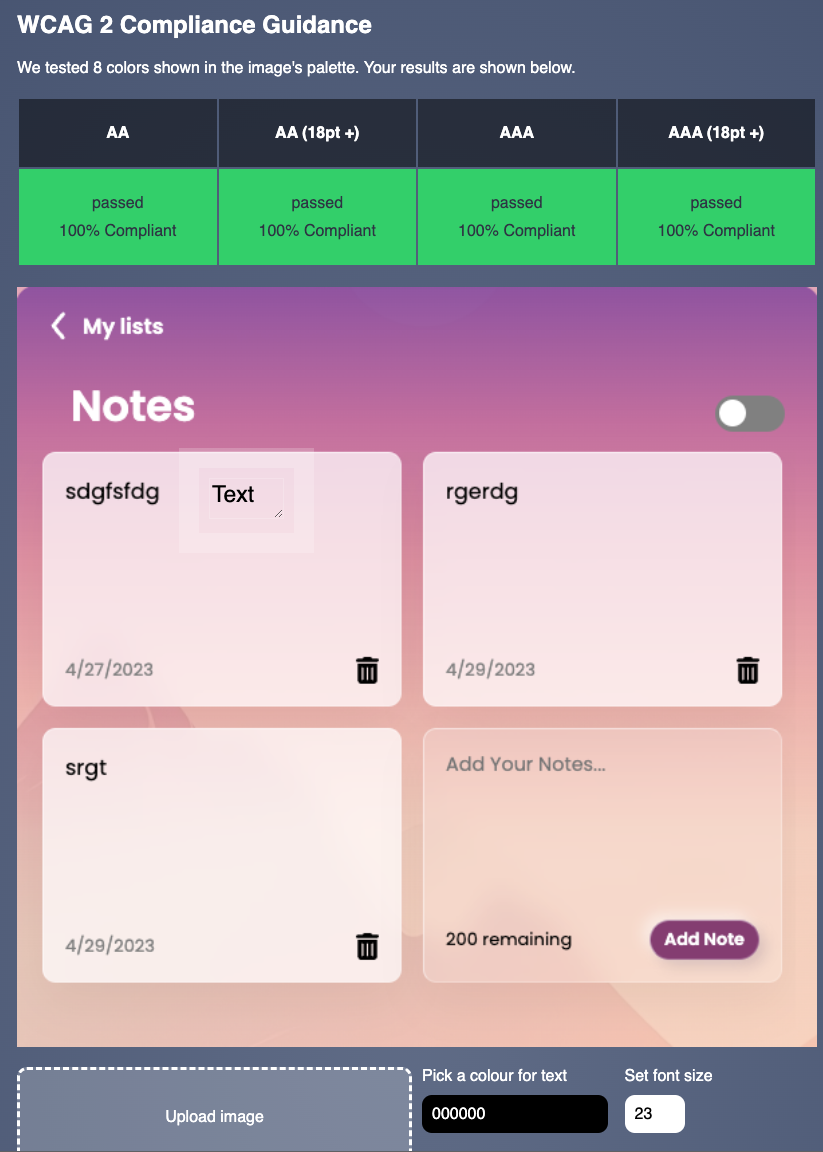 WCAG 2 Compliance Guidance
We tested 8 colors shown in the image's palette. Your results are shown below.
AA AA (18pt +) AAA AAA (18pt +)
passed passed passed passed
100% Compliant 100% Compliant 100% Compliant 100% Compliant
My lists
Notes
sdgfsfdg Text rgerdg
4/27/2023 4/29/2023
srgt Add Your Notes...
4/29/2023 200 remaining Add Note
Pick a colour for text Set font size
Upload image 000000 23